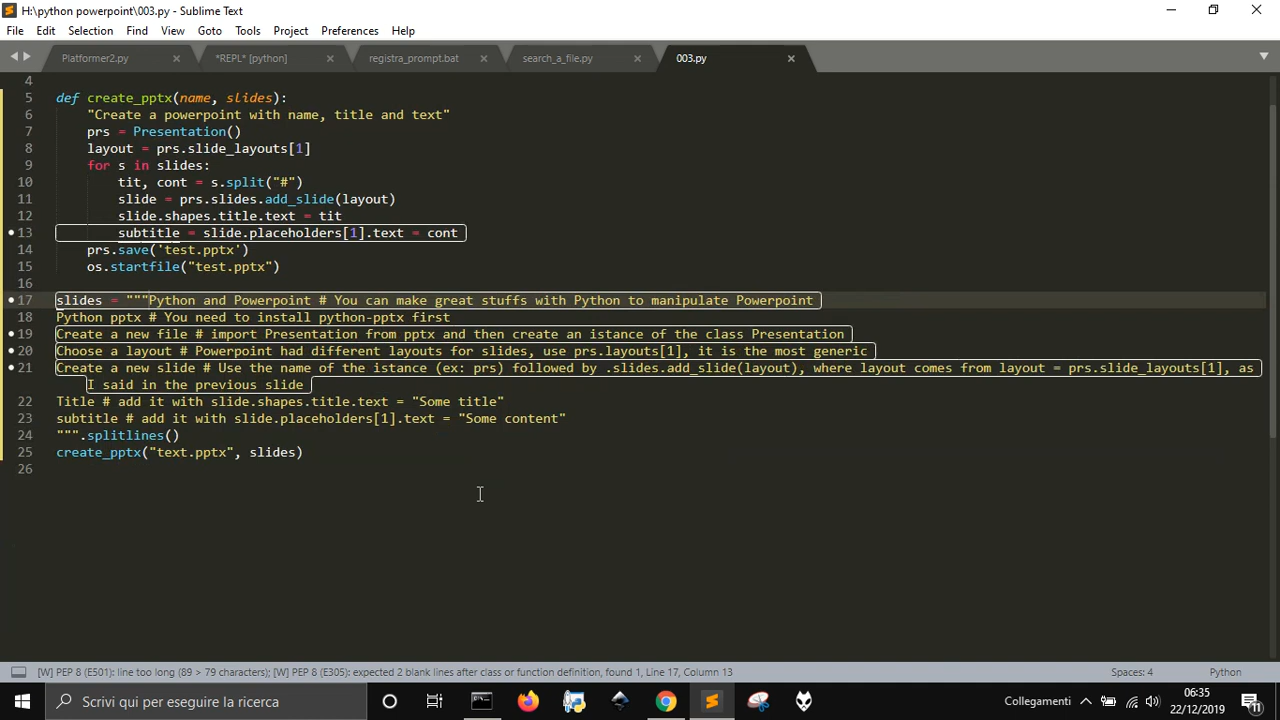 H:\python powerpoint\003.py - Sublime Text
File Edit Selection Find View Goto Tools Project Preferences Help
Platformer2.py *REPL* [python] registra_prompt.bat search_a_file.py 003.py
4
5 def create_pptx(name, slides):
6 "Create a powerpoint with name, title and text"
7 prs = Presentation()
8 layout = prs.slide_layouts[1]
9 for s in slides:
10 tit, cont = s.split("#")
11 slide = prs.slides.add_slide(layout)
12 slide.shapes.title.text = tit
13 subtitle = slide.placeholders[1].text = cont
14 prs.save('test.pptx')
15 os.startfile("test.pptx")
16
17 slides = """Python and Powerpoint # You can make great stuffs with Python to manipulate Powerpoint
18 Python pptx # You need to install python-pptx first
19 Create a new file # import Presentation from pptx and then create an istance of the class Presentation
20 Choose a layout # Powerpoint had different layouts for slides, use prs.layouts[1], it is the most generic
21 Create a new slide # Use the name of the istance (ex: prs) followed by .slides.add_slide(layout), where layout comes from layout = prs.slide_layouts[1], as
I said in the previous slide
22 Title # add it with slide.shapes.title.text = "Some title"
23 subtitle # add it with slide.placeholders[1].text = "Some content"
24 """.splitlines()
25 create_pptx("text.pptx", slides)
26
[W] PEP 8 (E501): line too long (89 > 79 characters); [W] PEP 8 (E305): expected 2 blank lines after class or function definition, found 1, Line 17, Column 13 Spaces: 4 Python
Scrivi qui per eseguire la ricerca Collegamenti 06:35
22/12/2019 11